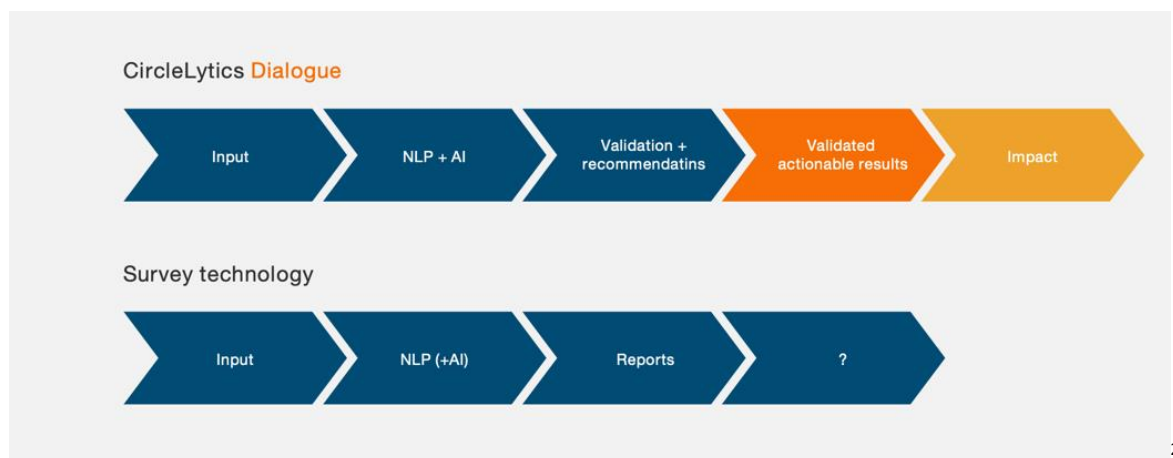 CircleLytics Dialogue
Input
NLP + AI
Validation +
recommendatins
Validated
actionable results
Impact
Survey technology
Input
NLP (+AI)
Reports
?